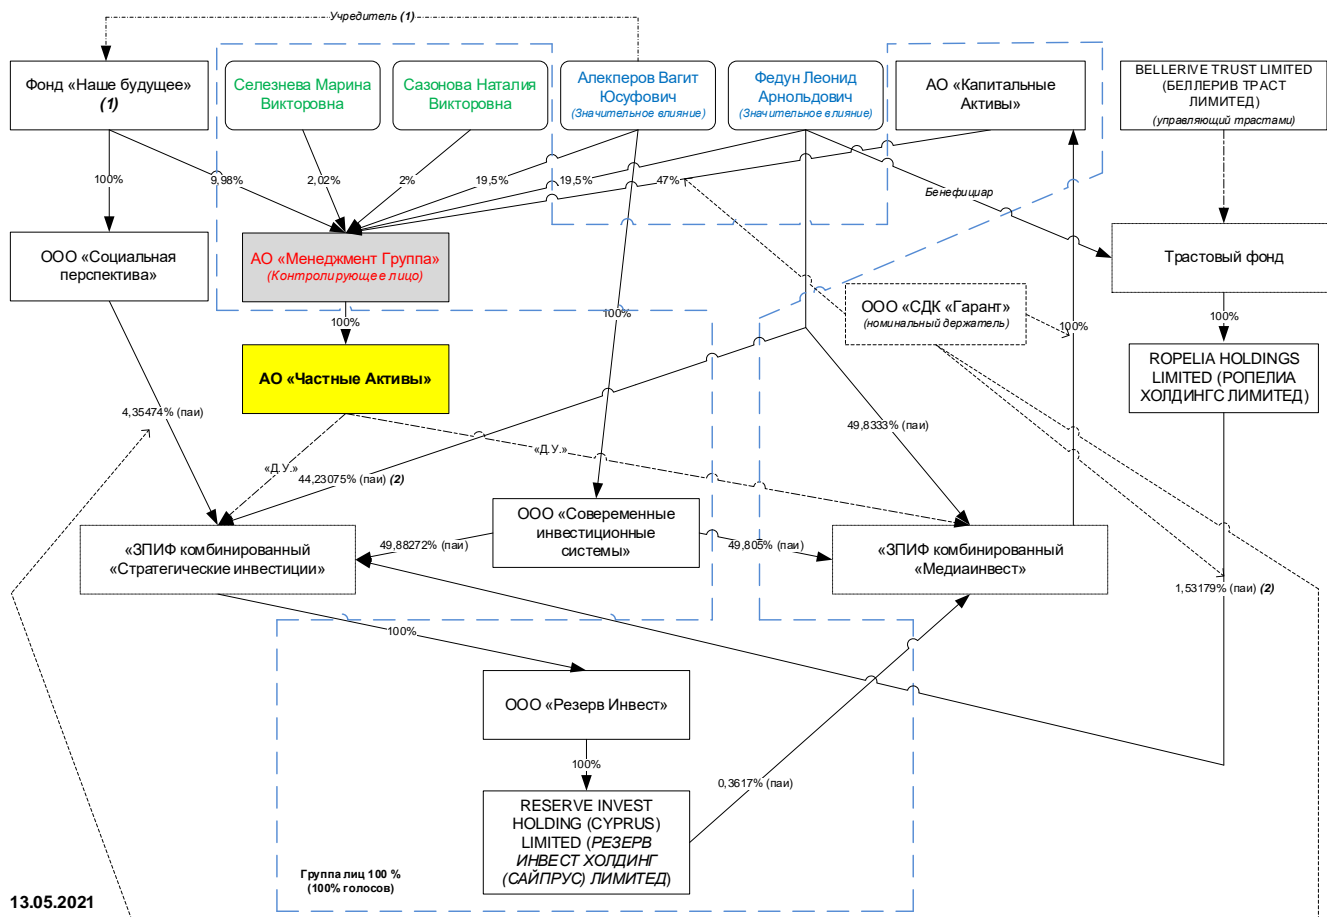 Учредитель (1)
Фонд «Наше будущее»
(1)
Селезнева Марина
Викторовна
Сазонова Наталия
Викторовна
Алекперов Вагит
Юсуфович
(Значительное влияние)
Федун Леонид
Арнольдович
(Значительное влияние)
АО «Капитальные
Активы»
BELLERIVE TRUST LIMITED
(БЕЛЛЕРИВ ТРАСТ
ЛИМИТЕД)
(управляющий трастами)
100%
9,98%
2,02%
2%
19,5%
19,5%
47%
Бенефициар
ООО «Социальная
перспектива»
АО «Менеджмент Группа»
(Контролирующее лицо)
Трастовый фонд
ООО «СДК «Гарант»
(номинальный держатель)
100%
100%
100%
100%
АО «Частные Активы»
ROPELIA HOLDINGS
LIMITED (РОПЕЛИА
ХОЛДИНГС ЛИМИТЕД)
4,35474% (паи)
49,8333% (паи)
«Д.У.»
44,23075% (паи) (2)
«Д.У.»
ООО «Совеременные
инвестиционные
системы»
«ЗПИФ комбинированный
«Стратегические инвестиции»
49,88272% (паи)
49,805% (паи)
«ЗПИФ комбинированный
«Медиаинвест»
1,53179% (паи) (2)
100%
ООО «Резерв Инвест»
100%
0,3617% (паи)
RESERVE INVEST
HOLDING (CYPRUS)
LIMITED (РЕЗЕРВ
ИНВЕСТ ХОЛДИНГ
(САЙПРУС) ЛИМИТЕД)
Группа лиц 100 %
(100% голосов)
13.05.2021